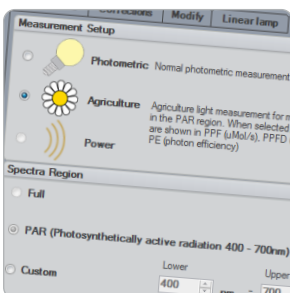 Corrections Modify Linear lamp
Measurement Setup
Photometric Normal photometric measurement
Agriculture Agriculture light measurement for
in the PAR region. When selected
are shown in PPF (uMol/s), PPFD
Power PE (photon efficiency)
Spectra Region
Full
PAR (Photosynthetically active radiation 400 - 700nm)
Lower Upper
Custom 400 nm - 700